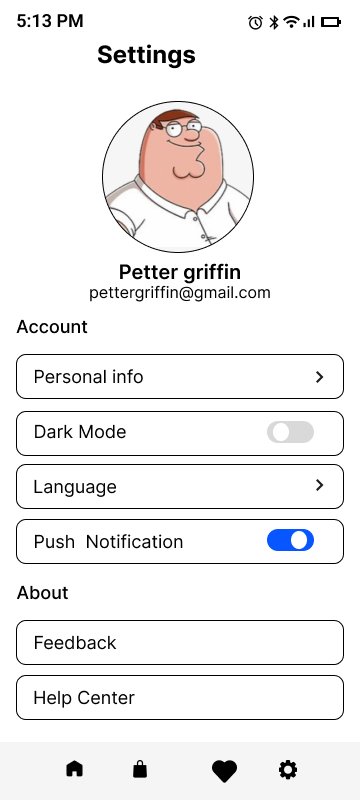 5:13 PM
Settings
Petter griffin
pettergriffin@gmail.com
Account
Personal info
Dark Mode
Language
Push  Notification
About
Feedback
Help Center